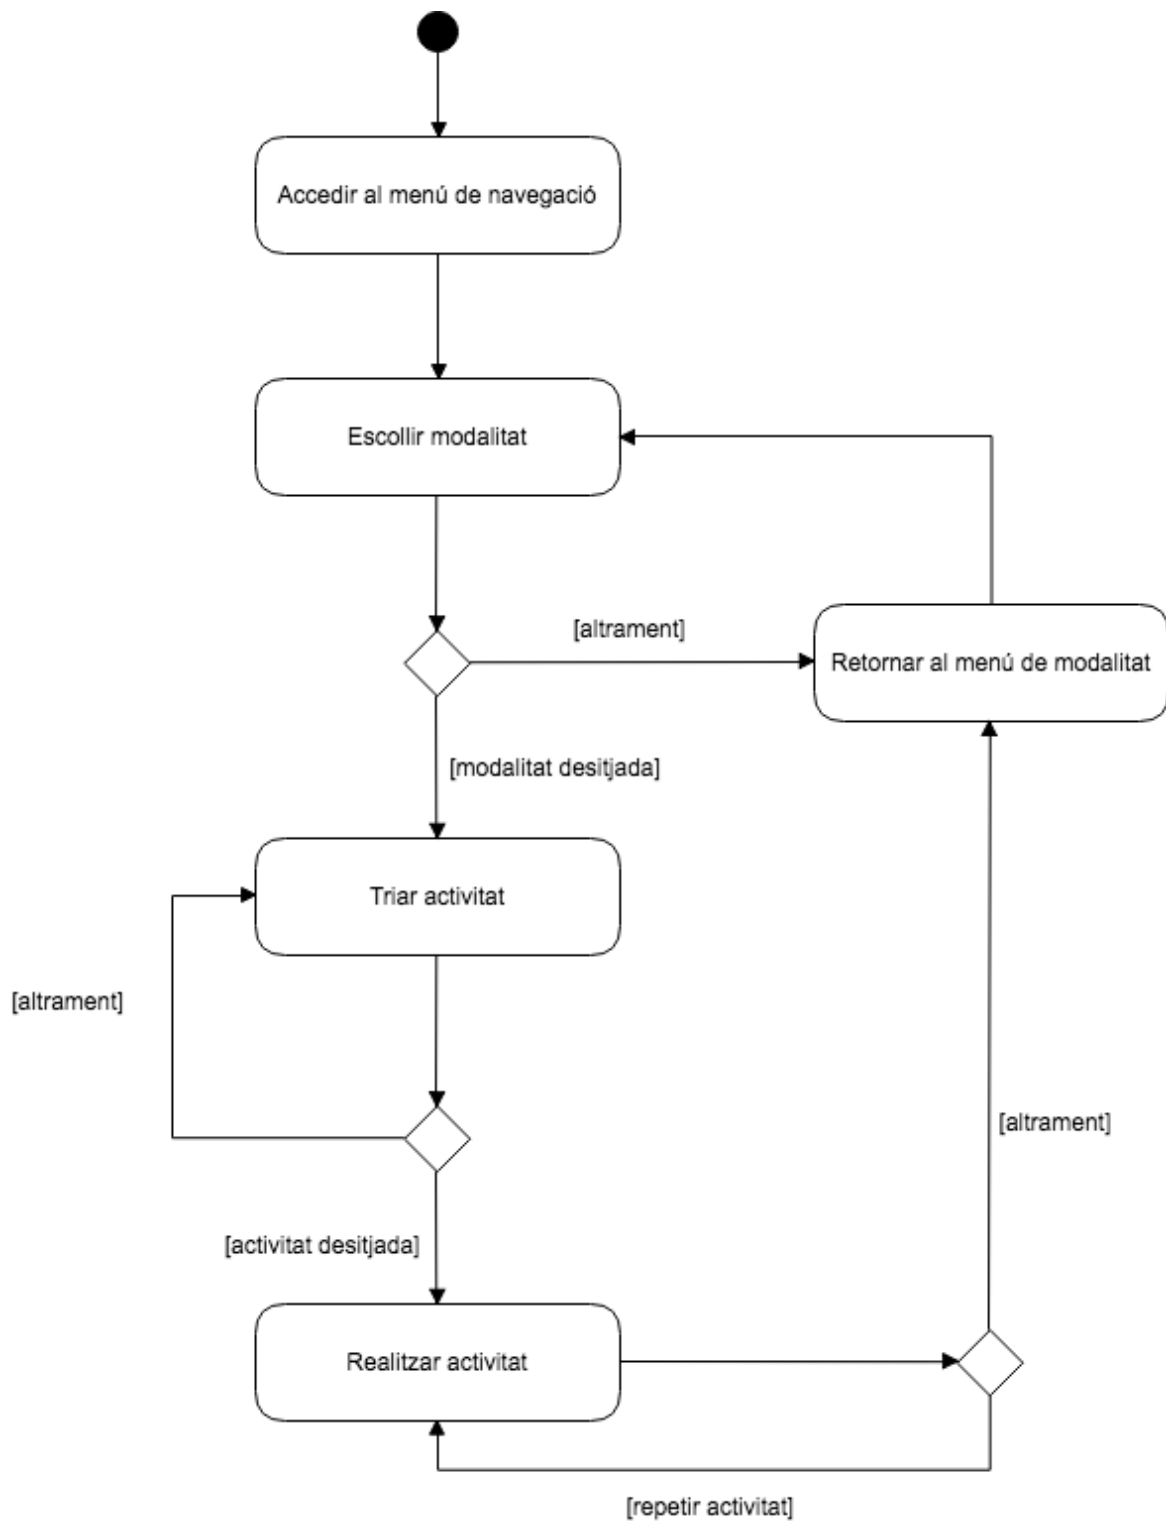 Accedir al menú de navegació
Escollir modalitat
[altrament]
Retornar al menú de modalitat
[modalitat desitjada]
Triar activitat
[altrament]
[altrament]
[activitat desitjada]
Realitzar activitat
[repetir activitat]